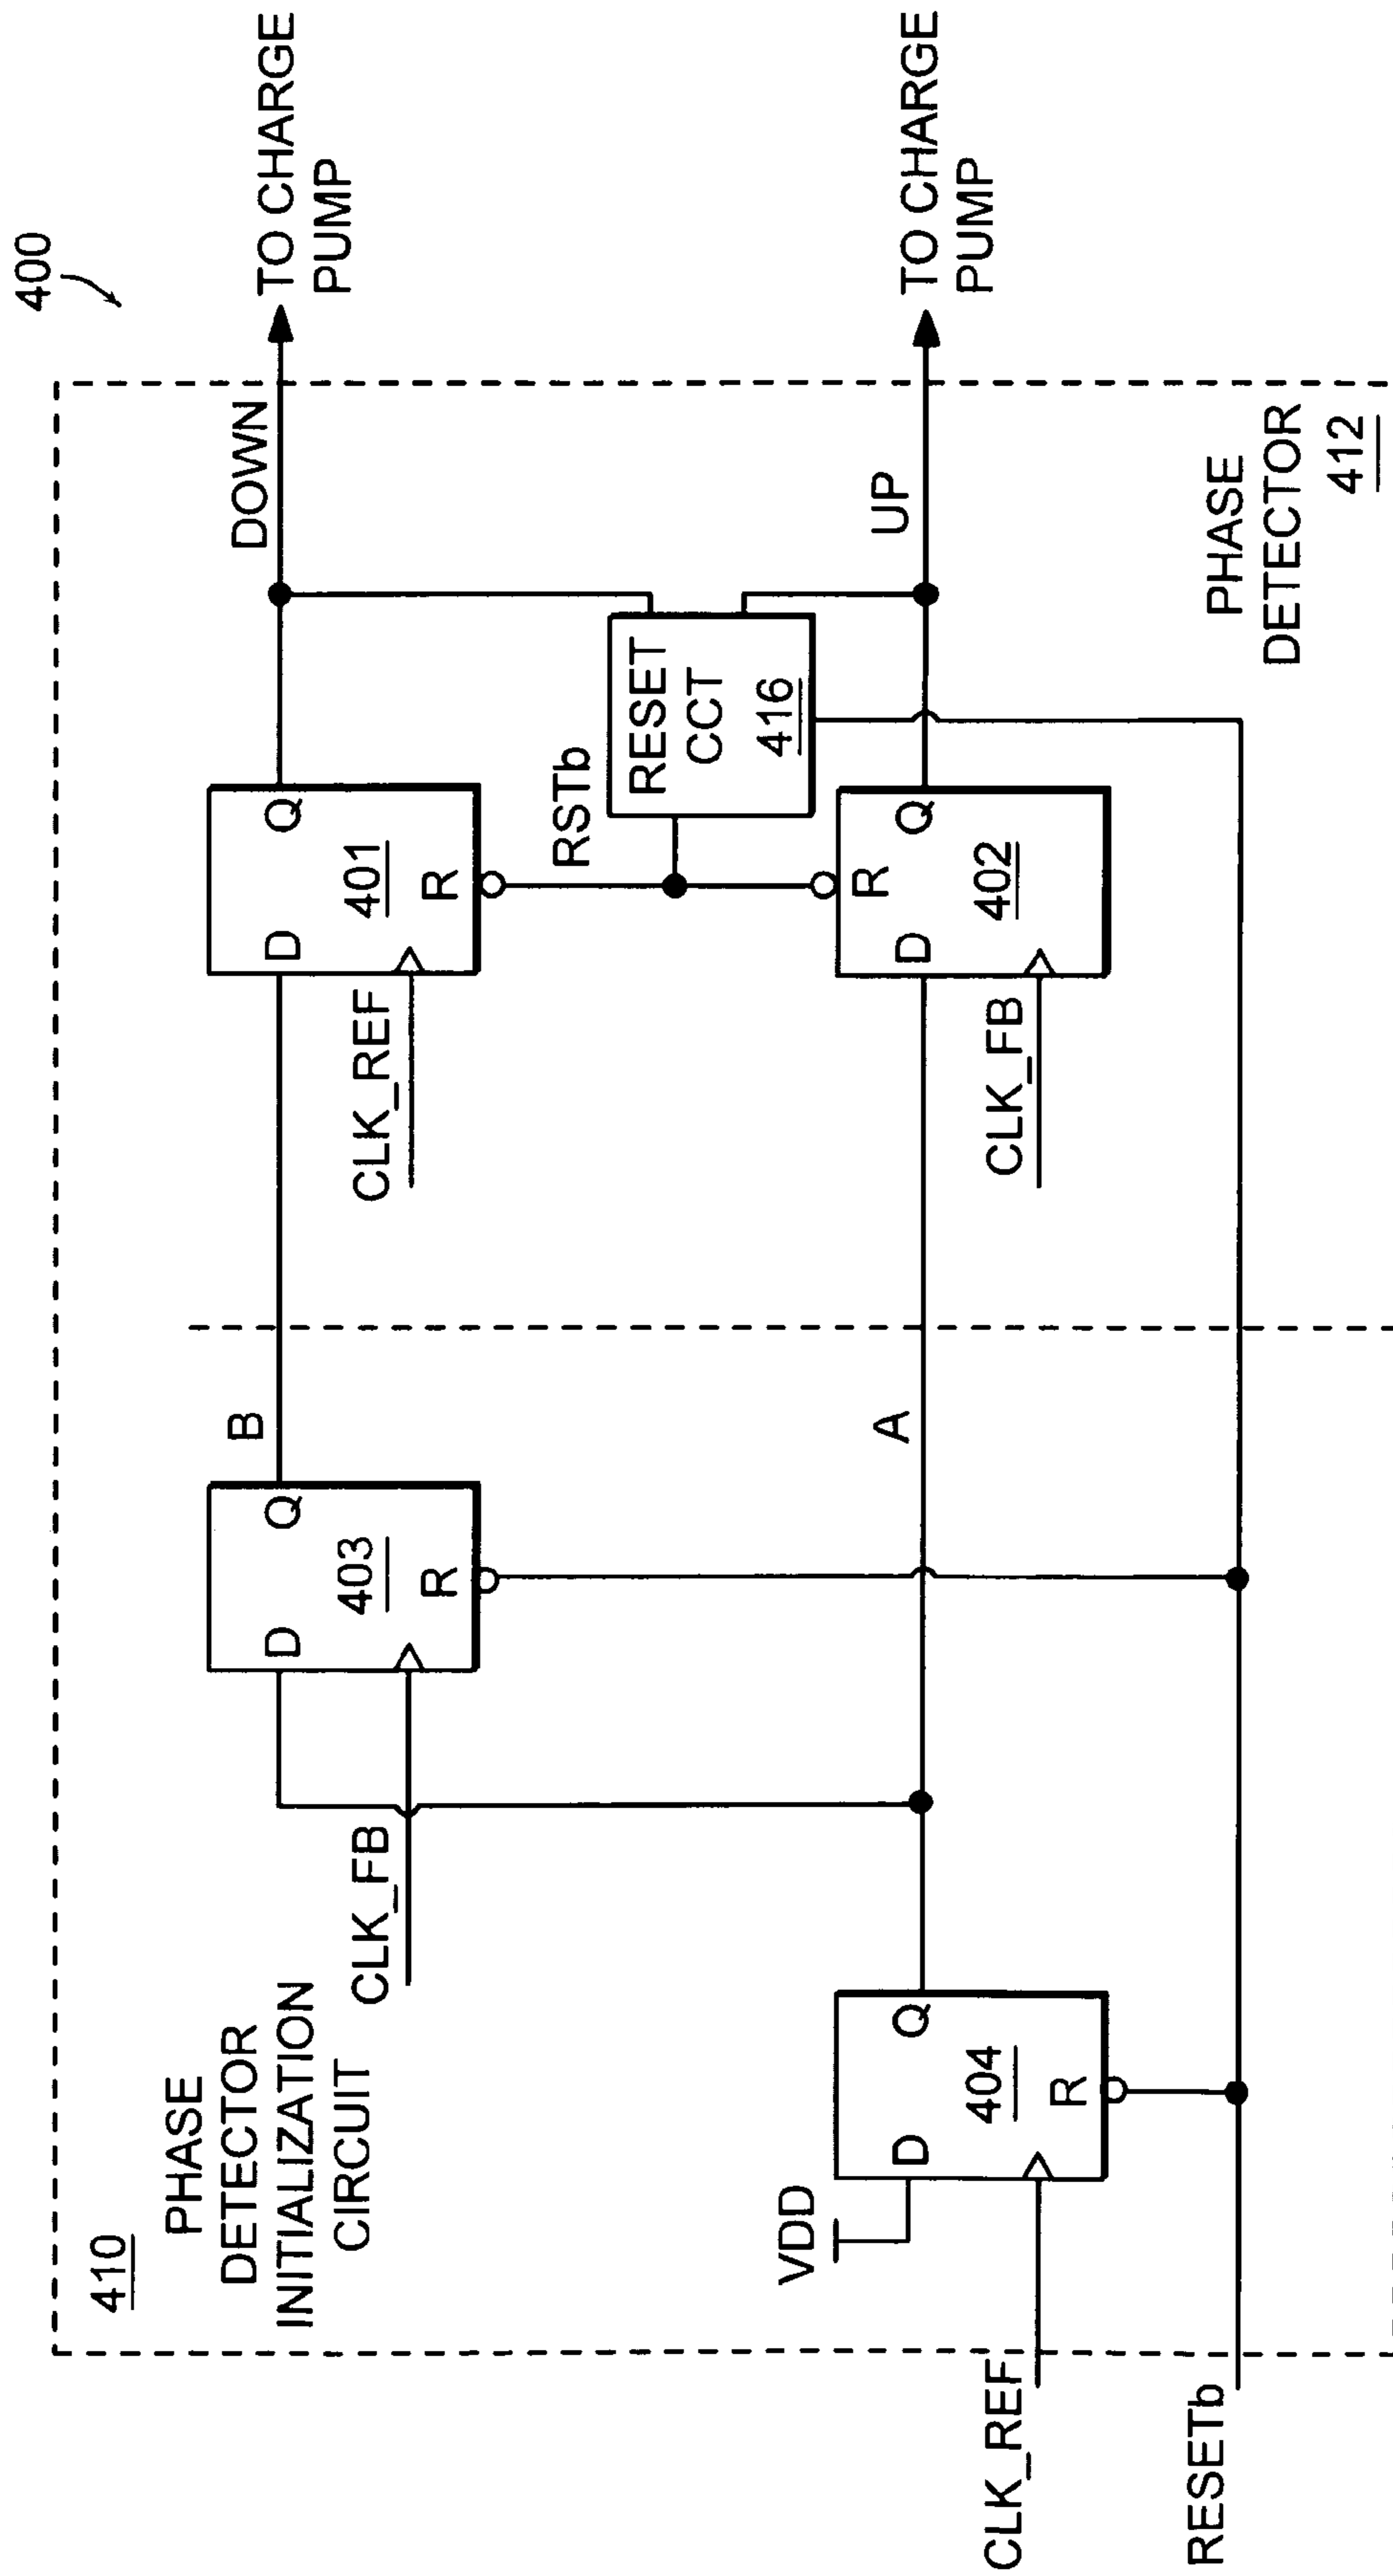 400
410
PHASE
DETECTOR
INITIALIZATION
CIRCUIT
CLK_FB
D
Q
403
R
B
CLK_REF
D
Q
401
R
DOWN
TO CHARGE
PUMP
RSTb
RESET
CCT
416
VDD
CLK_REF
D
Q
404
R
A
CLK_FB
D
Q
R
402
UP
TO CHARGE
PUMP
PHASE
DETECTOR
412
RESETb